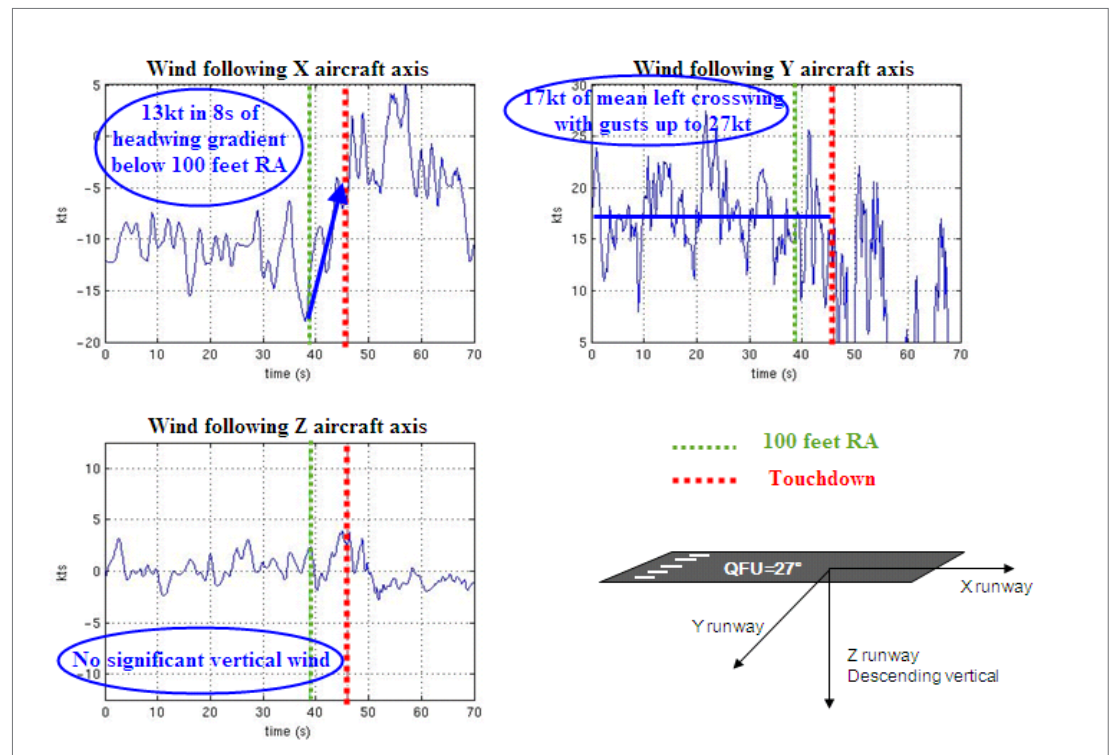 Wind following X aircraft axis
13kt in 8s of
headwing gradient
below 100 feet RA
5
0
-5
-10
-15
-20
kts
0 10 20 30 40 50 60 70
time (s)
Wind following Y aircraft axis
17kt of mean left crosswing
with gusts up to 27kt
30
25
20
15
10
5
kts
0 10 20 30 40 50 60 70
time (s)
Wind following Z aircraft axis
10
5
0
-5
-10
kts
No significant vertical wind
0 10 20 30 40 50 60 70
time (s)
100 feet RA
Touchdown
QFU=27°
X runway
Y runway
Z runway
Descending vertical